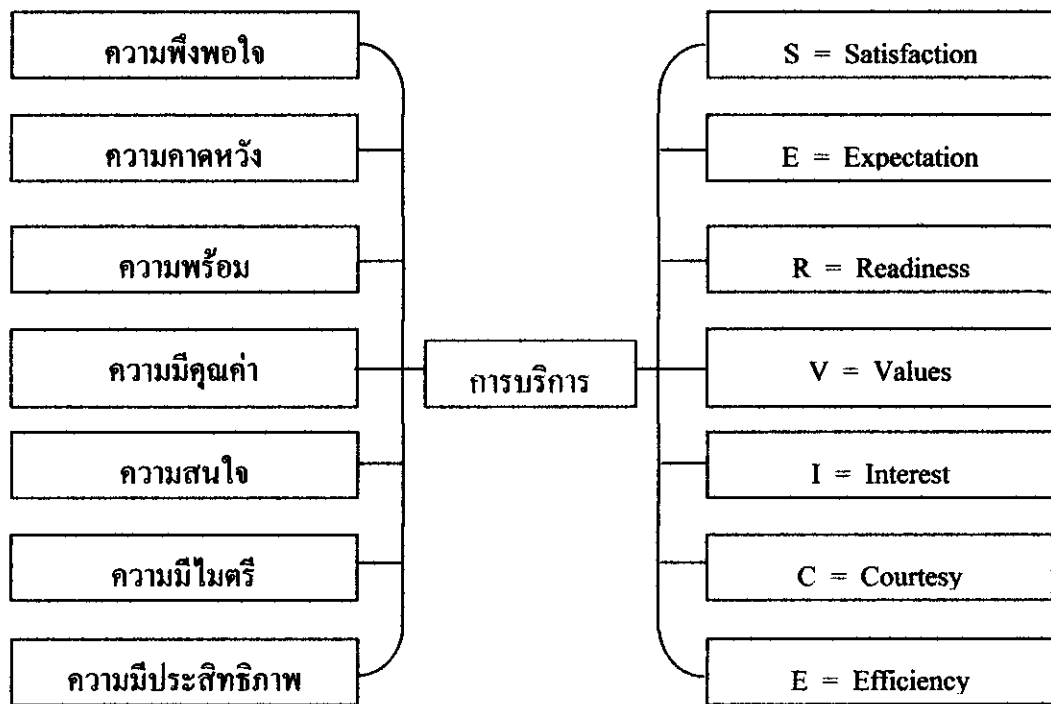 ความพึงพอใจ
ความคาดหวัง
ความพร้อม
ความมีคุณค่า
ความสนใจ
ความมีไมตรี
ความมีประสิทธิภาพ
การบริการ
S = Satisfaction
E = Expectation
R = Readiness
V = Values
I = Interest
C = Courtesy
E = Efficiency